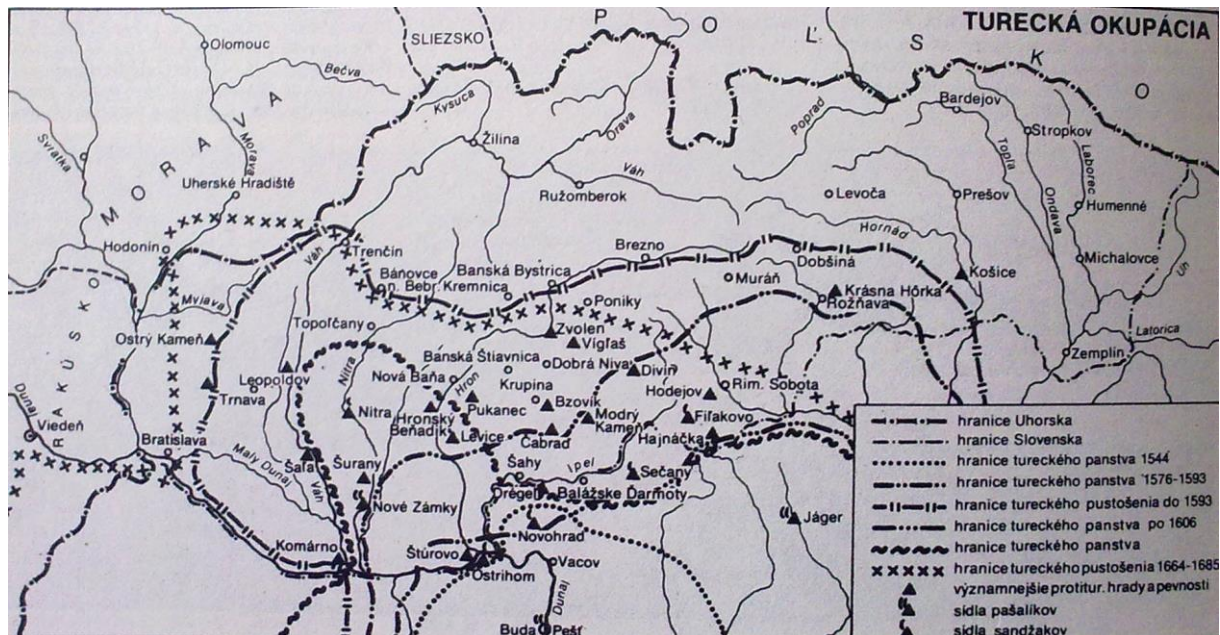 TURECKÁ OKUPÁCIA
P O Ľ S K O
SLIEZSKO
M O R A V A
RAKÚSKO
Olomouc
Bečva
Kysuca
Orava
Poprad
Bardejov
Stropkov
Svratka
Morava
Žilina
Topľa
Laborec
Ondava
Uherské Hradiště
Ružomberok
Váh
Levoča
Prešov
Humenné
Hodonín
Trenčín
Váh
Brezno
Hornád
Dobšiná
Michalovce
Bánovce
n. Bebr.
Kremnica
Banská Bystrica
Muráň
Košice
Už
Mviava
Poniky
Krásna Hôrka
Rožňava
Ostrý Kameň
Topoľčany
Zvolen
Vígľaš
Latorica
Zemplín
Banská Štiavnica
Dobrá Niva
Divín
Leopoldov
Nitra
Nová Baňa
Hron
Krupina
Hodejov
Rim. Sobota
Trnava
Pukanec
Bzovík
Dunaj
Viedeň
Nitra
Hronský
Beňadik
Modrý
Kameň
Fiľakovo
Bratislava
Levice
Čabraď
Hajnáčka
Malý Dunaj
Šaľa
Šurany
Šahy
Ipeľ
Sečany
Váh
Drégeľ
Balážske Ďarmoty
Nové Zámky
Novohrad
Jáger
Komárno
Štúrovo
Ostrihom
Vacov
Dunaj
Buda
Pešť
hranice Uhorska
hranice Slovenska
hranice tureckého panstva 1544
hranice tureckého panstva 1576-1593
hranice tureckého pustošenia do 1593
hranice tureckého panstva po 1606
hranice tureckého panstva
hranice tureckého pustošenia 1664-1685
významnejšie protitur. hrady a pevnosti
sídla pašalíkov
sídla sandžakov